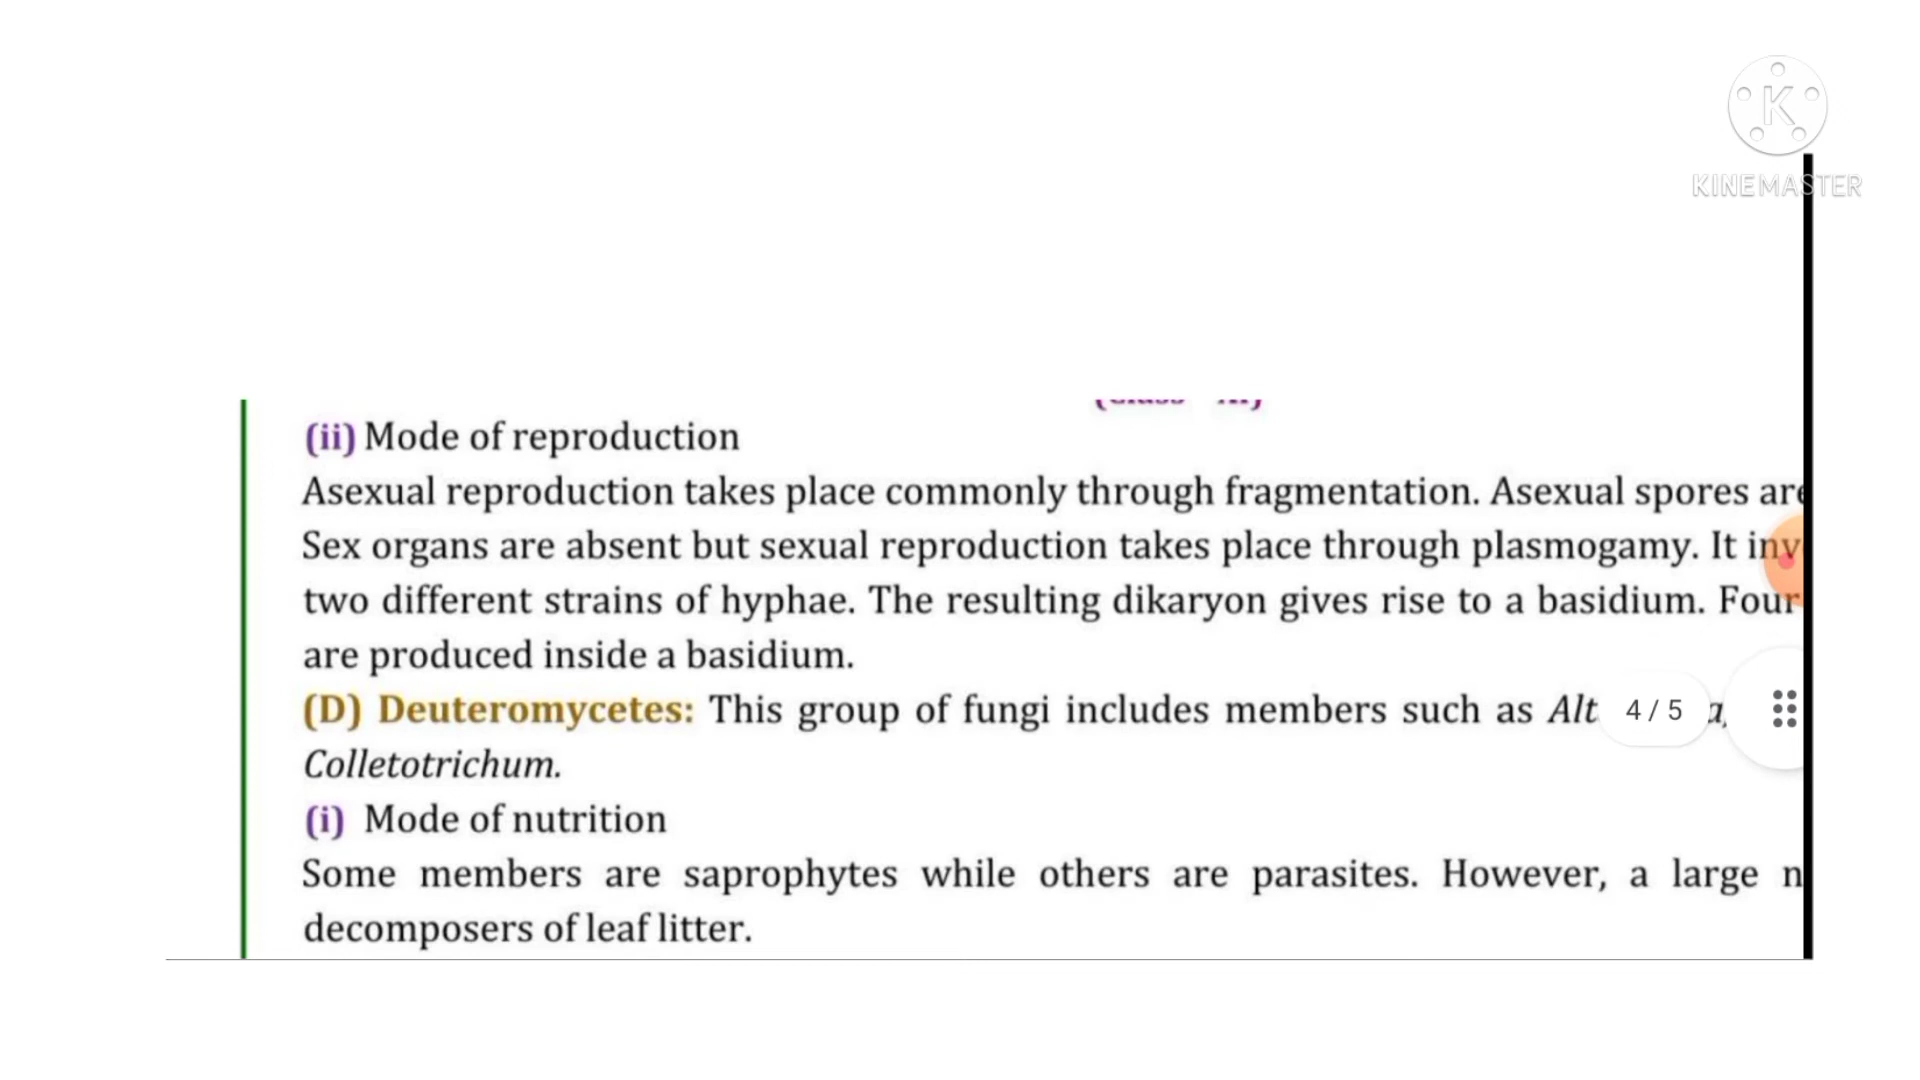 KINEMASTER
(ii) Mode of reproduction
Asexual reproduction takes place commonly through fragmentation. Asexual spores are
Sex organs are absent but sexual reproduction takes place through plasmogamy. It inv
two different strains of hyphae. The resulting dikaryon gives rise to a basidium. Four
are produced inside a basidium.
(D) Deuteromycetes: This group of fungi includes members such as Alt 4 / 5 a,
Colletotrichum.
(i) Mode of nutrition
Some members are saprophytes while others are parasites. However, a large n
decomposers of leaf litter.